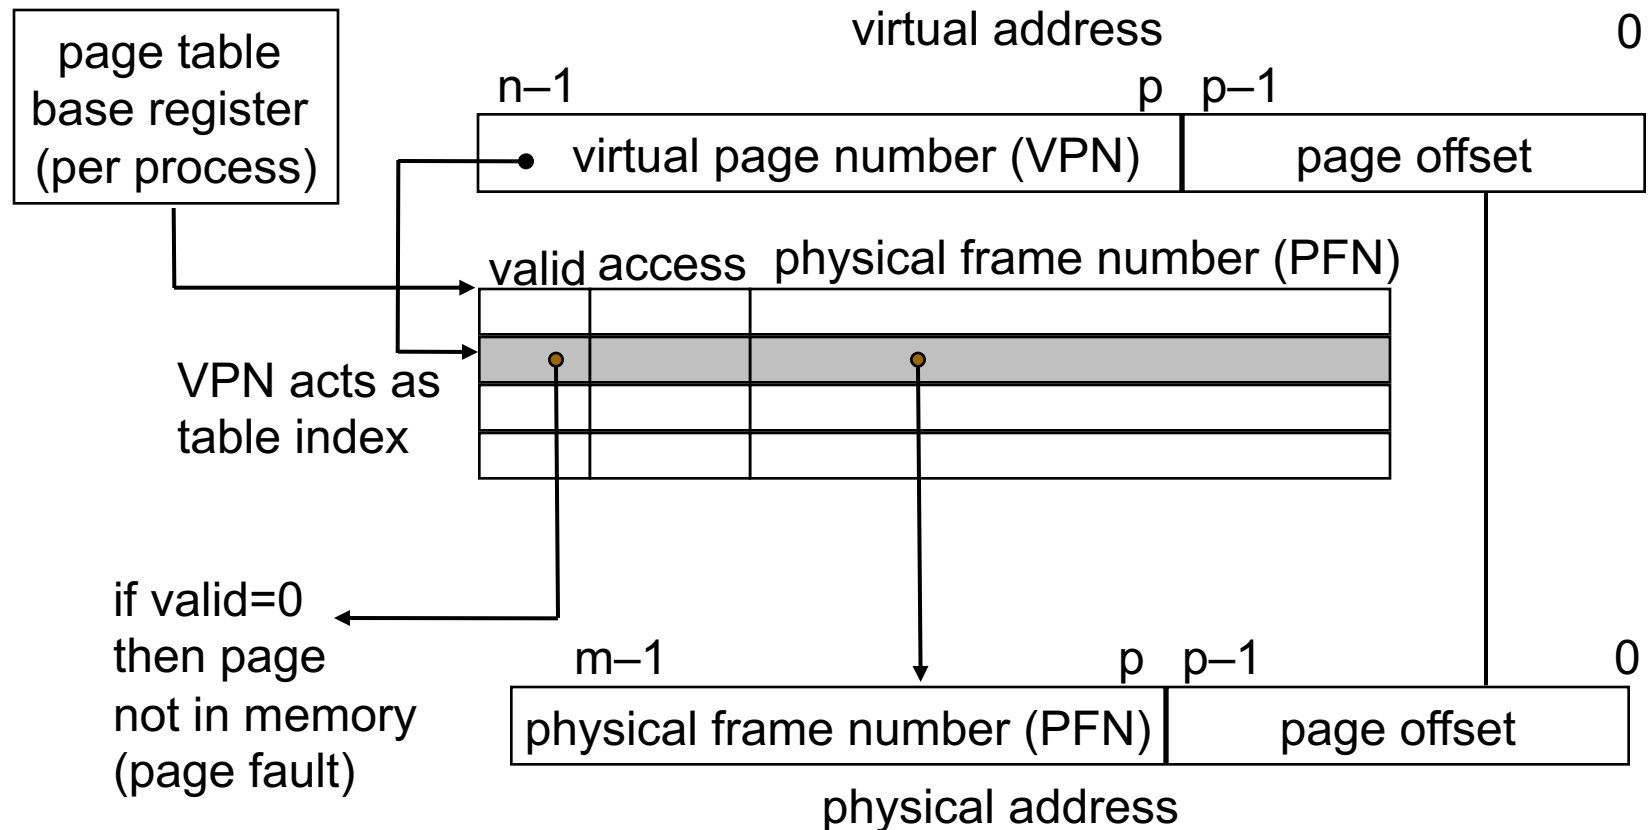 page table
base register
(per process)
virtual address
0
n–1
p
p–1
virtual page number (VPN)
page offset
valid
access
physical frame number (PFN)
VPN acts as
table index
if valid=0
then page
not in memory
(page fault)
m–1
p
p–1
0
physical frame number (PFN)
page offset
physical address